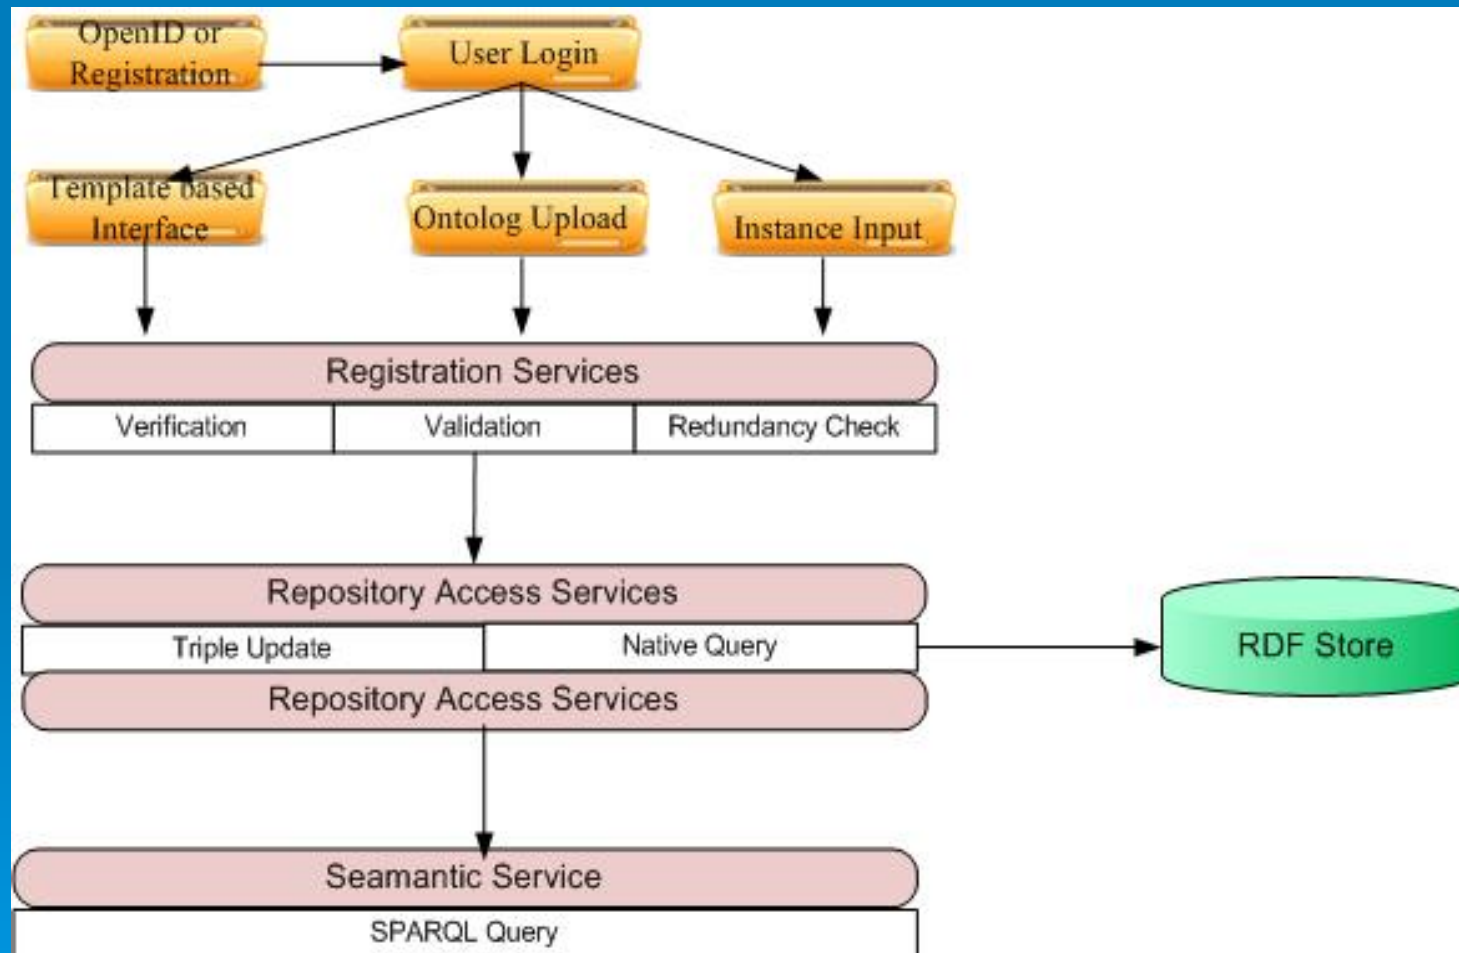 OpenID or
Registration
User Login
Template based
Interface
Ontolog Upload
Instance Input
Registration Services
Verification
Validation
Redundancy Check
Repository Access Services
Triple Update
Native Query
RDF Store
Repository Access Services
Seamantic Service
SPARQL Query